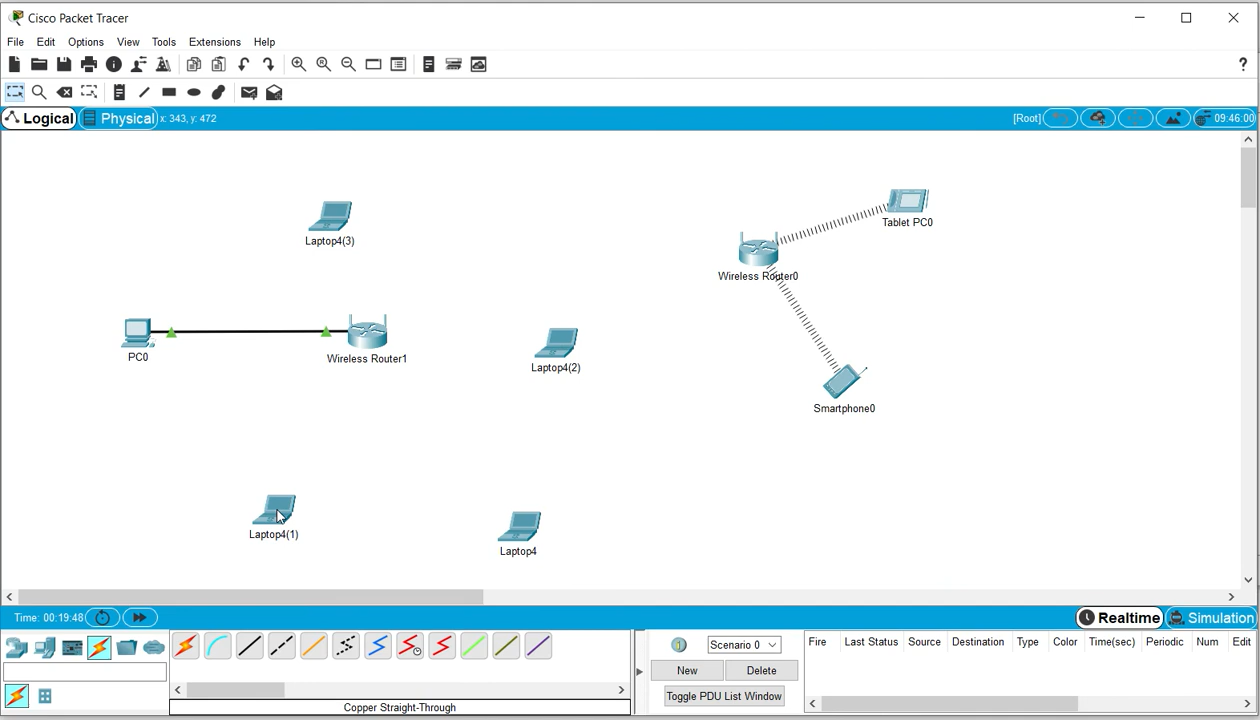 Cisco Packet Tracer
File Edit Options View Tools Extensions Help
?
Logical Physical x: 343, y: 472 [Root] 09:46:00
Tablet PC0
Laptop4(3)
Wireless Router0
PC0
Wireless Router1
Laptop4(2)
Smartphone0
Laptop4(1)
Laptop4
Time: 00:19:48 Realtime Simulation
Scenario 0 Fire Last Status Source Destination Type Color Time(sec) Periodic Num Edit
New Delete
Toggle PDU List Window
Copper Straight-Through